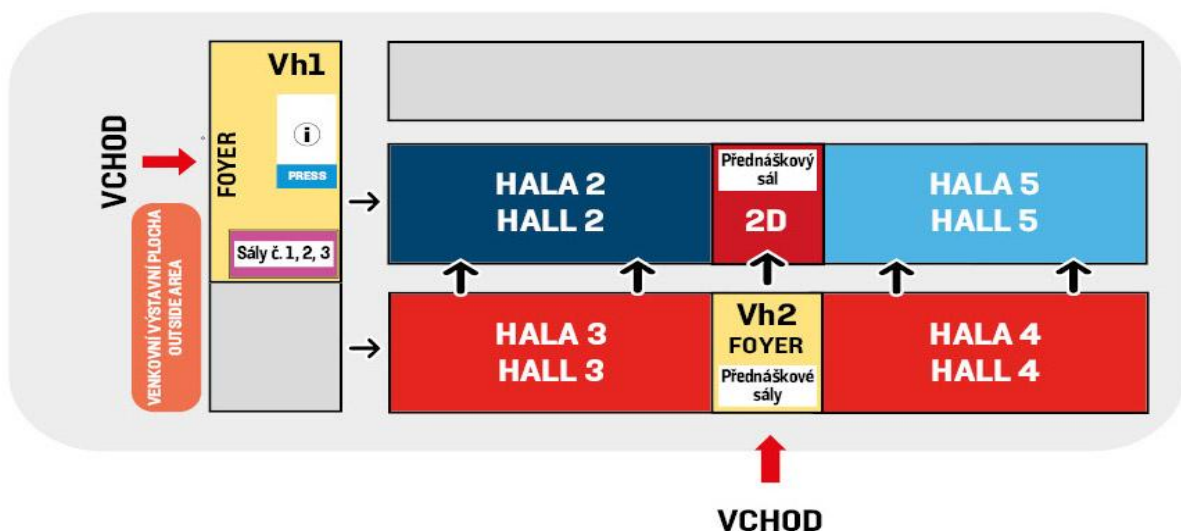 VCHOD
VENKOVNÍ VÝSTAVNÍ PLOCHA
OUTSIDE AREA
Vh1
FOYER
i
PRESS
Sály č. 1, 2, 3
HALA 2
HALL 2
Přednáškový
sál
2D
HALA 5
HALL 5
HALA 3
HALL 3
Vh2
FOYER
Přednáškové
sály
HALA 4
HALL 4
VCHOD